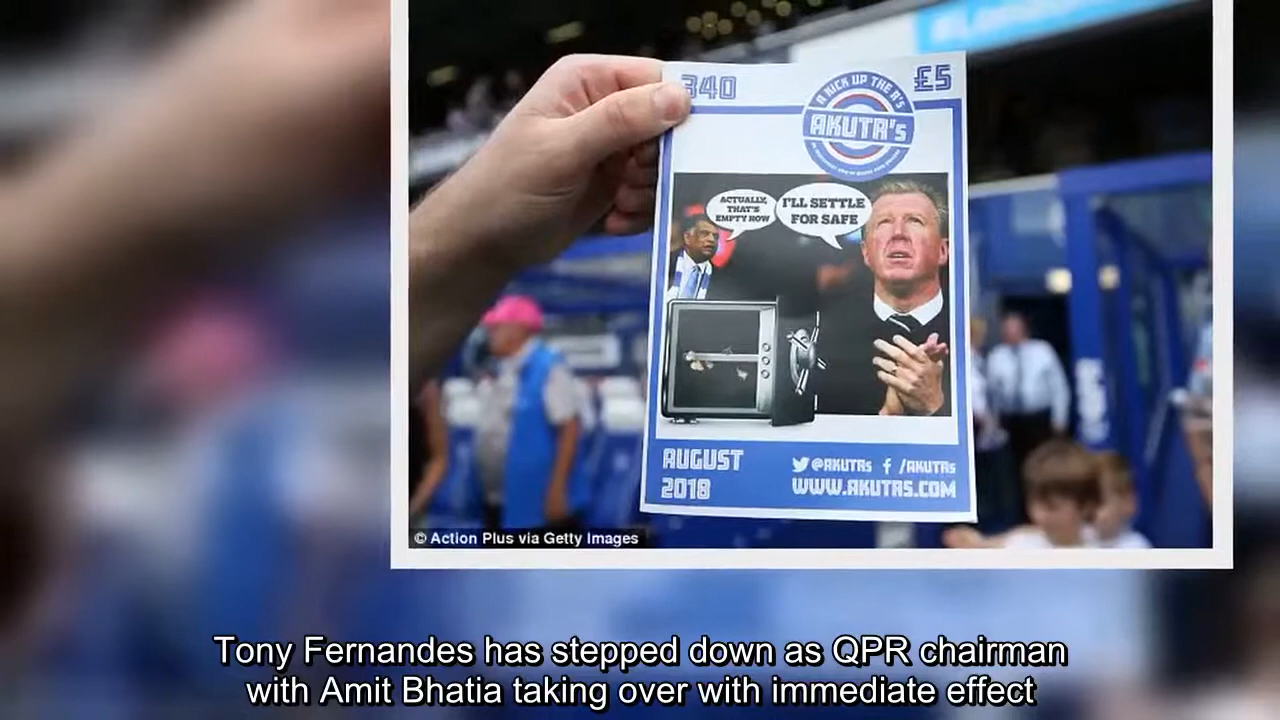 340
£5
A KICK UP THE R's
AKUTR's
ACTUALLY,
THAT'S
EMPTY NOW
I'LL SETTLE
FOR SAFE
AUGUST
2018
@AKUTRs f /AKUTRs
WWW.AKUTRS.COM
© Action Plus via Getty Images
Tony Fernandes has stepped down as QPR chairman
with Amit Bhatia taking over with immediate effect